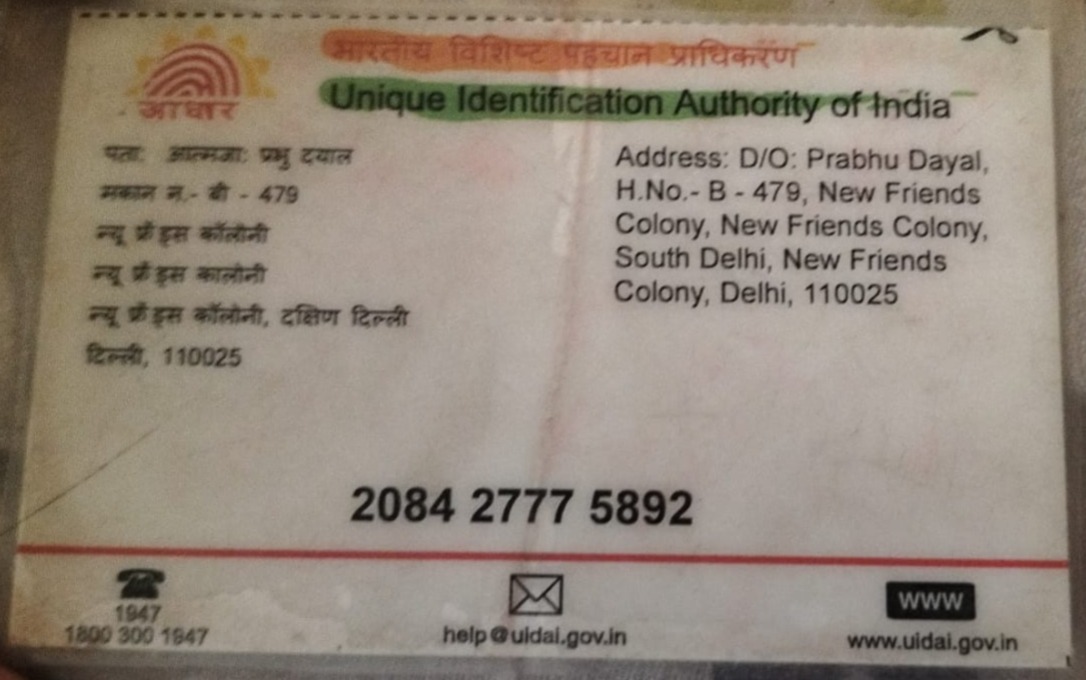 भारतीय विशिष्ट पहचान प्राधिकरण
Unique Identification Authority of India
आधार
पता: आत्मजा: प्रभु दयाल
मकान न.- बी - 479
न्यू फ्रेंड्स कॉलोनी
न्यू फ्रेंड्स कालोनी
न्यू फ्रेंड्स कॉलोनी, दक्षिण दिल्ली
दिल्ली, 110025
Address: D/O: Prabhu Dayal,
H.No.- B - 479, New Friends
Colony, New Friends Colony,
South Delhi, New Friends
Colony, Delhi, 110025
2084 2777 5892
1947
1800 300 1947
help@uidai.gov.in
WWW
www.uidai.gov.in